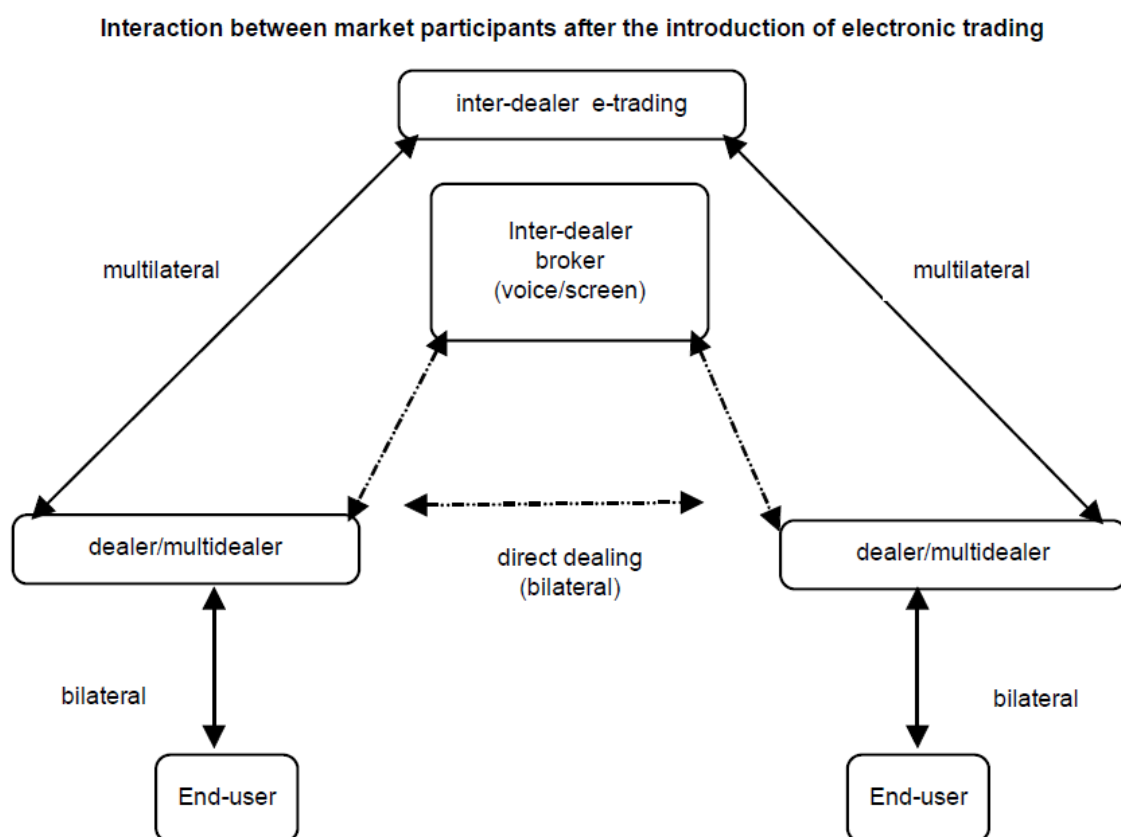 Interaction between market participants after the introduction of electronic trading
inter-dealer e-trading
Inter-dealer
broker
(voice/screen)
multilateral
multilateral
dealer/multidealer
direct dealing
(bilateral)
dealer/multidealer
bilateral
bilateral
End-user
End-user